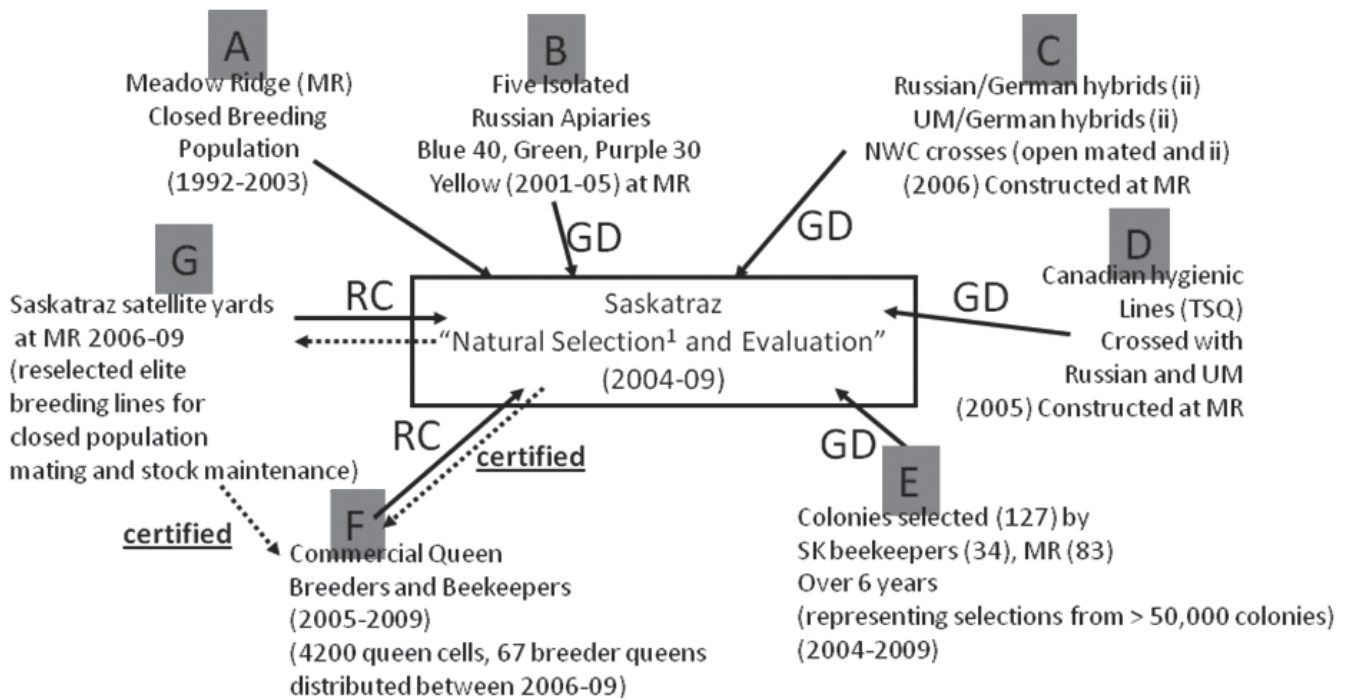 A
Meadow Ridge (MR)
Closed Breeding
Population
(1992-2003)
B
Five Isolated
Russian Apiaries
Blue 40, Green, Purple 30
Yellow (2001-05) at MR
C
Russian/German hybrids (ii)
UM/German hybrids (ii)
NWC crosses (open mated and ii)
(2006) Constructed at MR
GD
GD
G
Saskatraz satellite yards
at MR 2006-09
(reselected elite
breeding lines for
closed population
mating and stock maintenance)
RC
Saskatraz
“Natural Selection¹ and Evaluation”
(2004-09)
GD
D
Canadian hygienic
Lines (TSQ)
Crossed with
Russian and UM
(2005) Constructed at MR
RC
certified
GD
certified
F
Commercial Queen
Breeders and Beekeepers
(2005-2009)
(4200 queen cells, 67 breeder queens
distributed between 2006-09)
E
Colonies selected (127) by
SK beekeepers (34), MR (83)
Over 6 years
(representing selections from > 50,000 colonies)
(2004-2009)